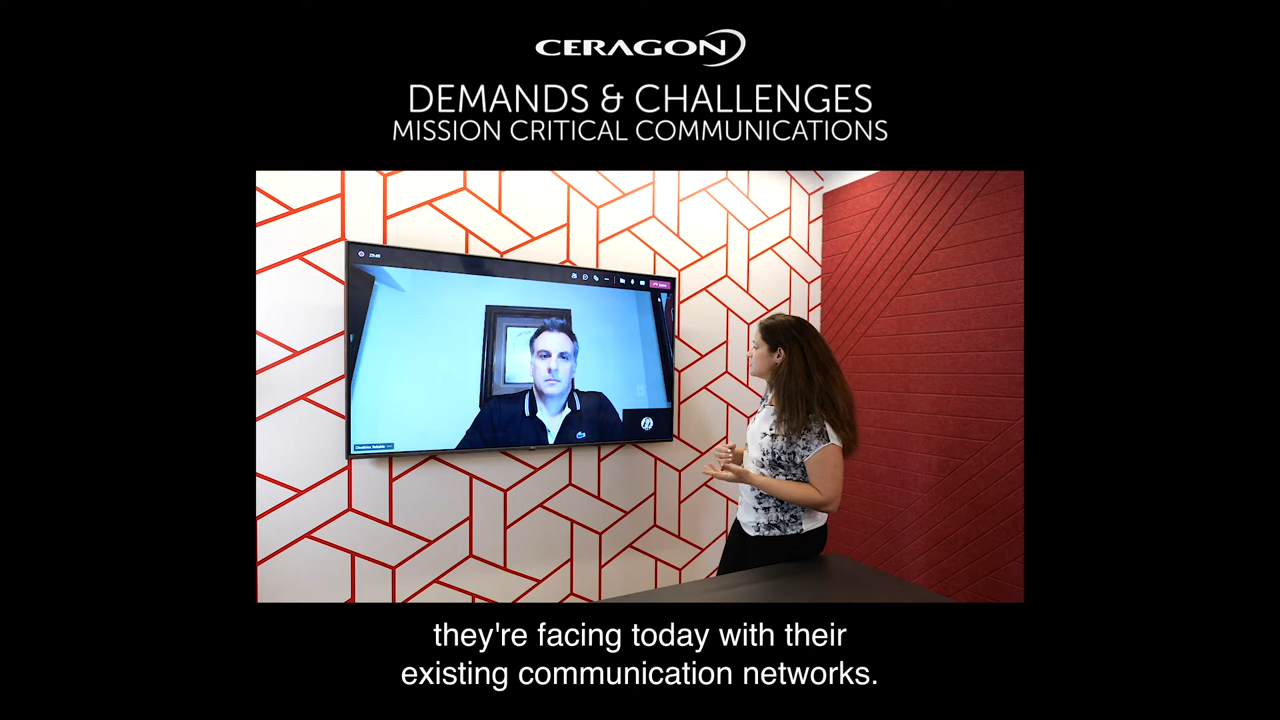 CERAGON
DEMANDS & CHALLENGES
MISSION CRITICAL COMMUNICATIONS
they're facing today with their
existing communication networks.